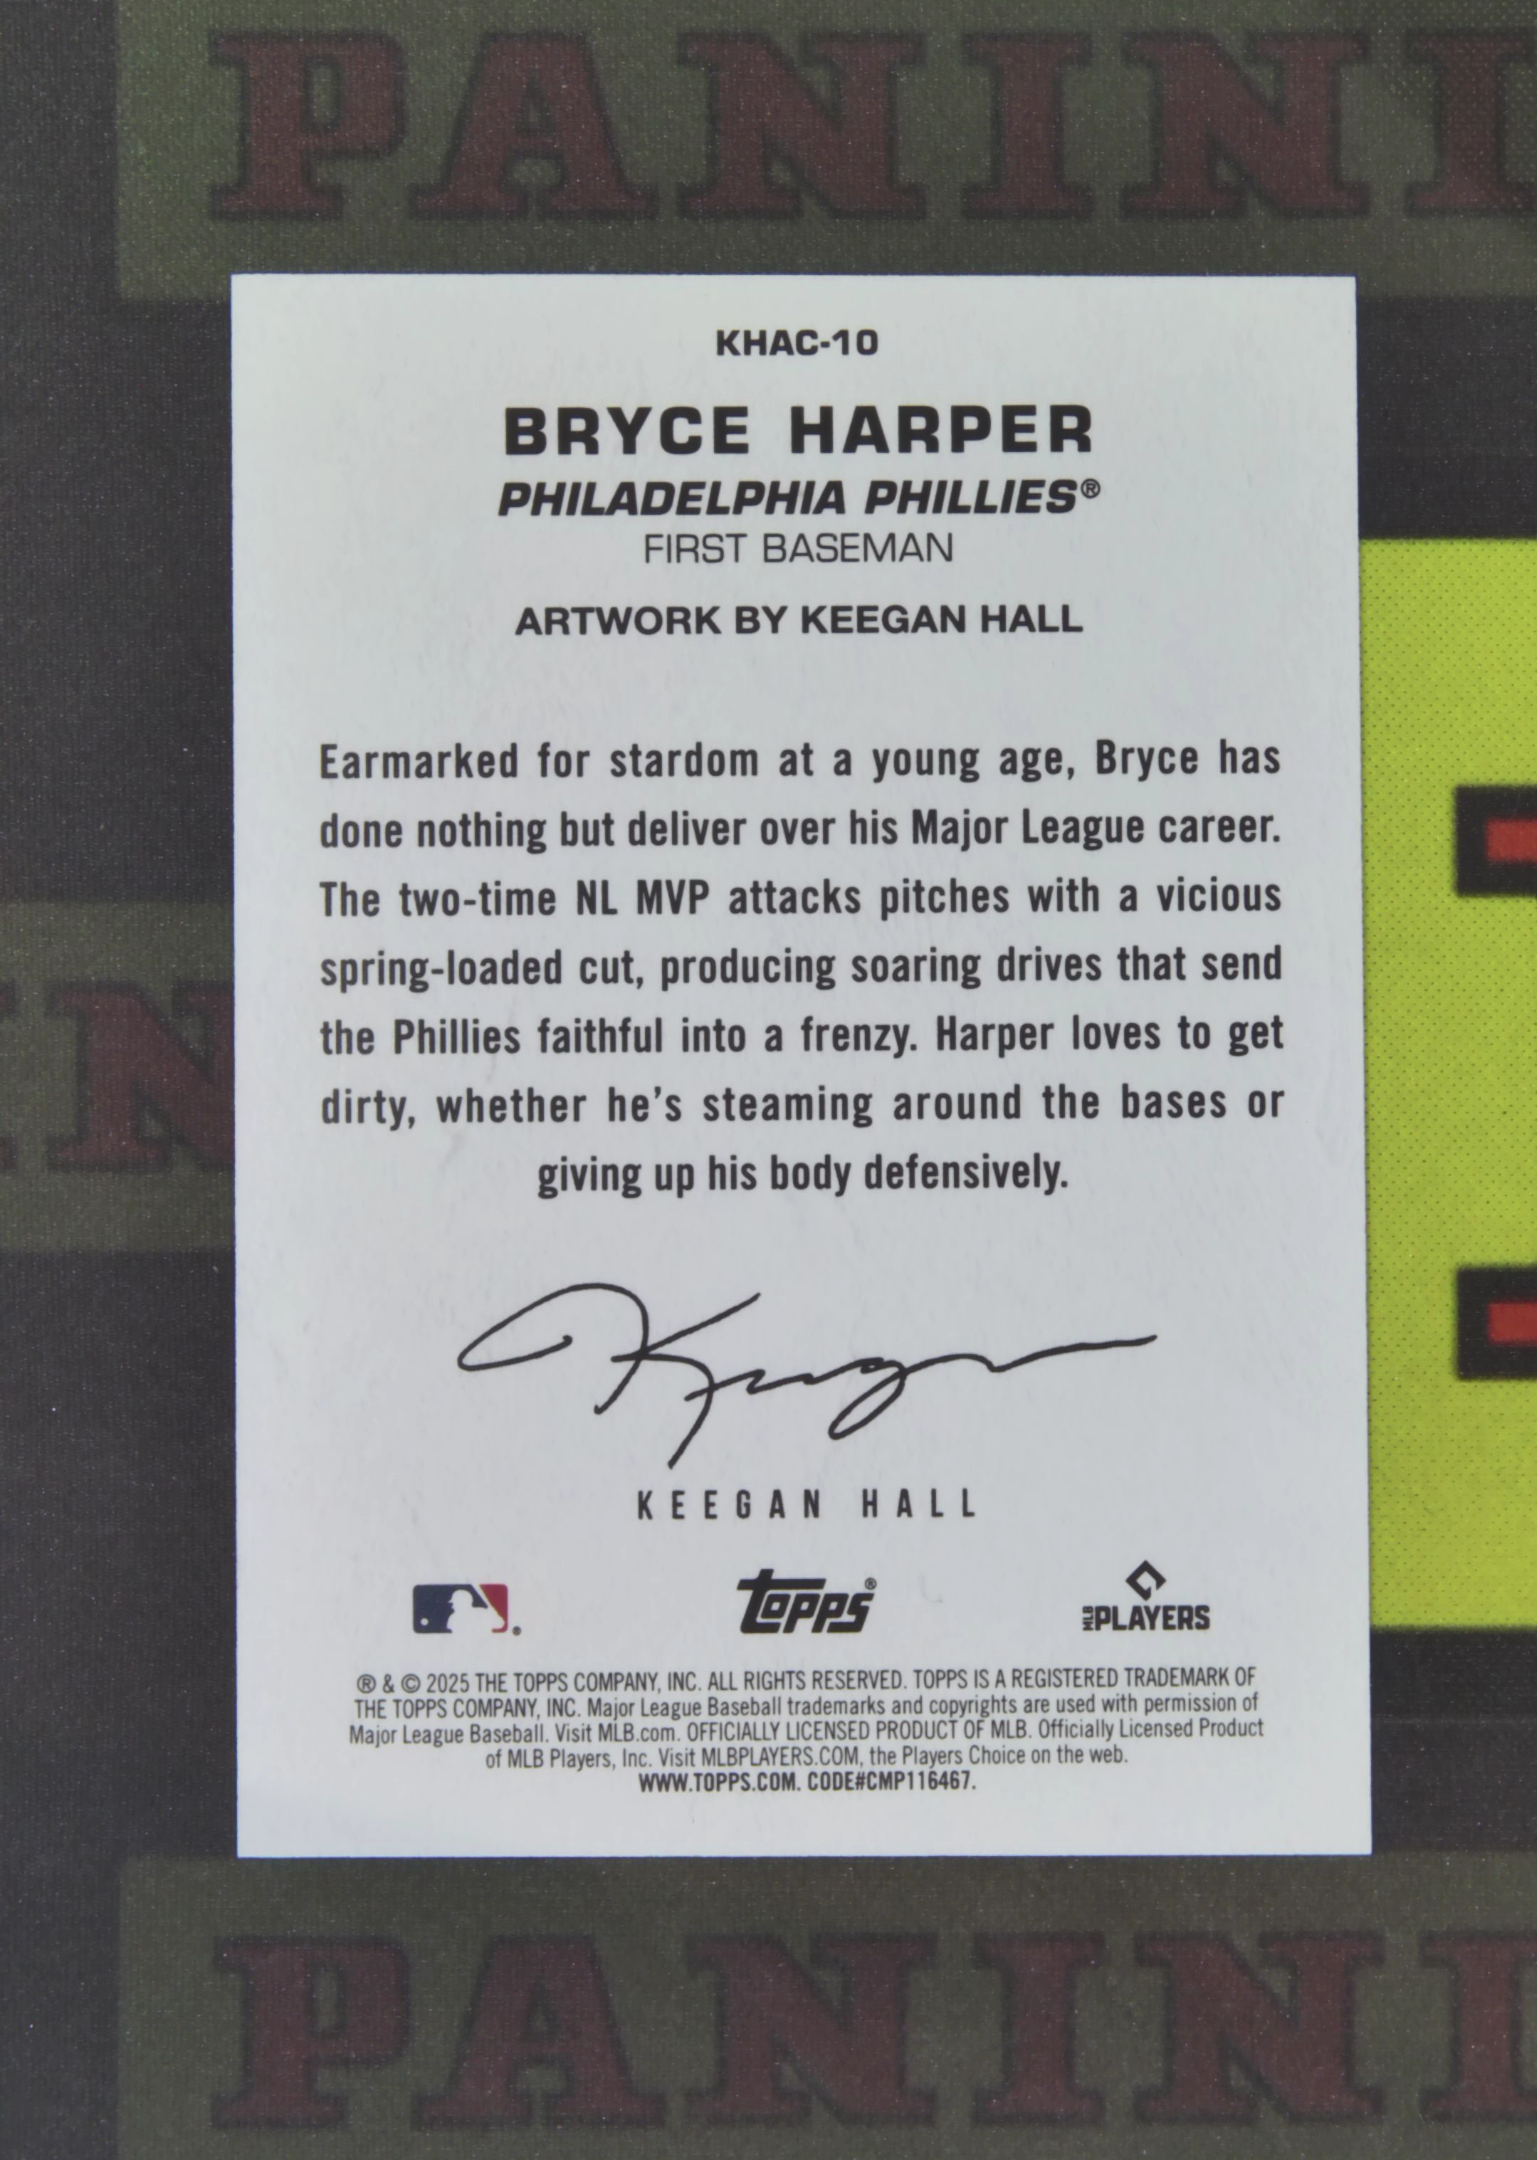 PANINI
KHAC-10
BRYCE HARPER
PHILADELPHIA PHILLIES®
FIRST BASEMAN
ARTWORK BY KEEGAN HALL
Earmarked for stardom at a young age, Bryce has
done nothing but deliver over his Major League career.
The two-time NL MVP attacks pitches with a vicious
spring-loaded cut, producing soaring drives that send
the Phillies faithful into a frenzy. Harper loves to get
dirty, whether he's steaming around the bases or
giving up his body defensively.
KEEGAN HALL
TOPPS®
MLB PLAYERS
® & © 2025 THE TOPPS COMPANY, INC. ALL RIGHTS RESERVED. TOPPS IS A REGISTERED TRADEMARK OF
THE TOPPS COMPANY, INC. Major League Baseball trademarks and copyrights are used with permission of
Major League Baseball. Visit MLB.com. OFFICIALLY LICENSED PRODUCT OF MLB. Officially Licensed Product
of MLB Players, Inc. Visit MLBPLAYERS.COM, the Players Choice on the web.
WWW.TOPPS.COM. CODE#CMP116467.
PANINI